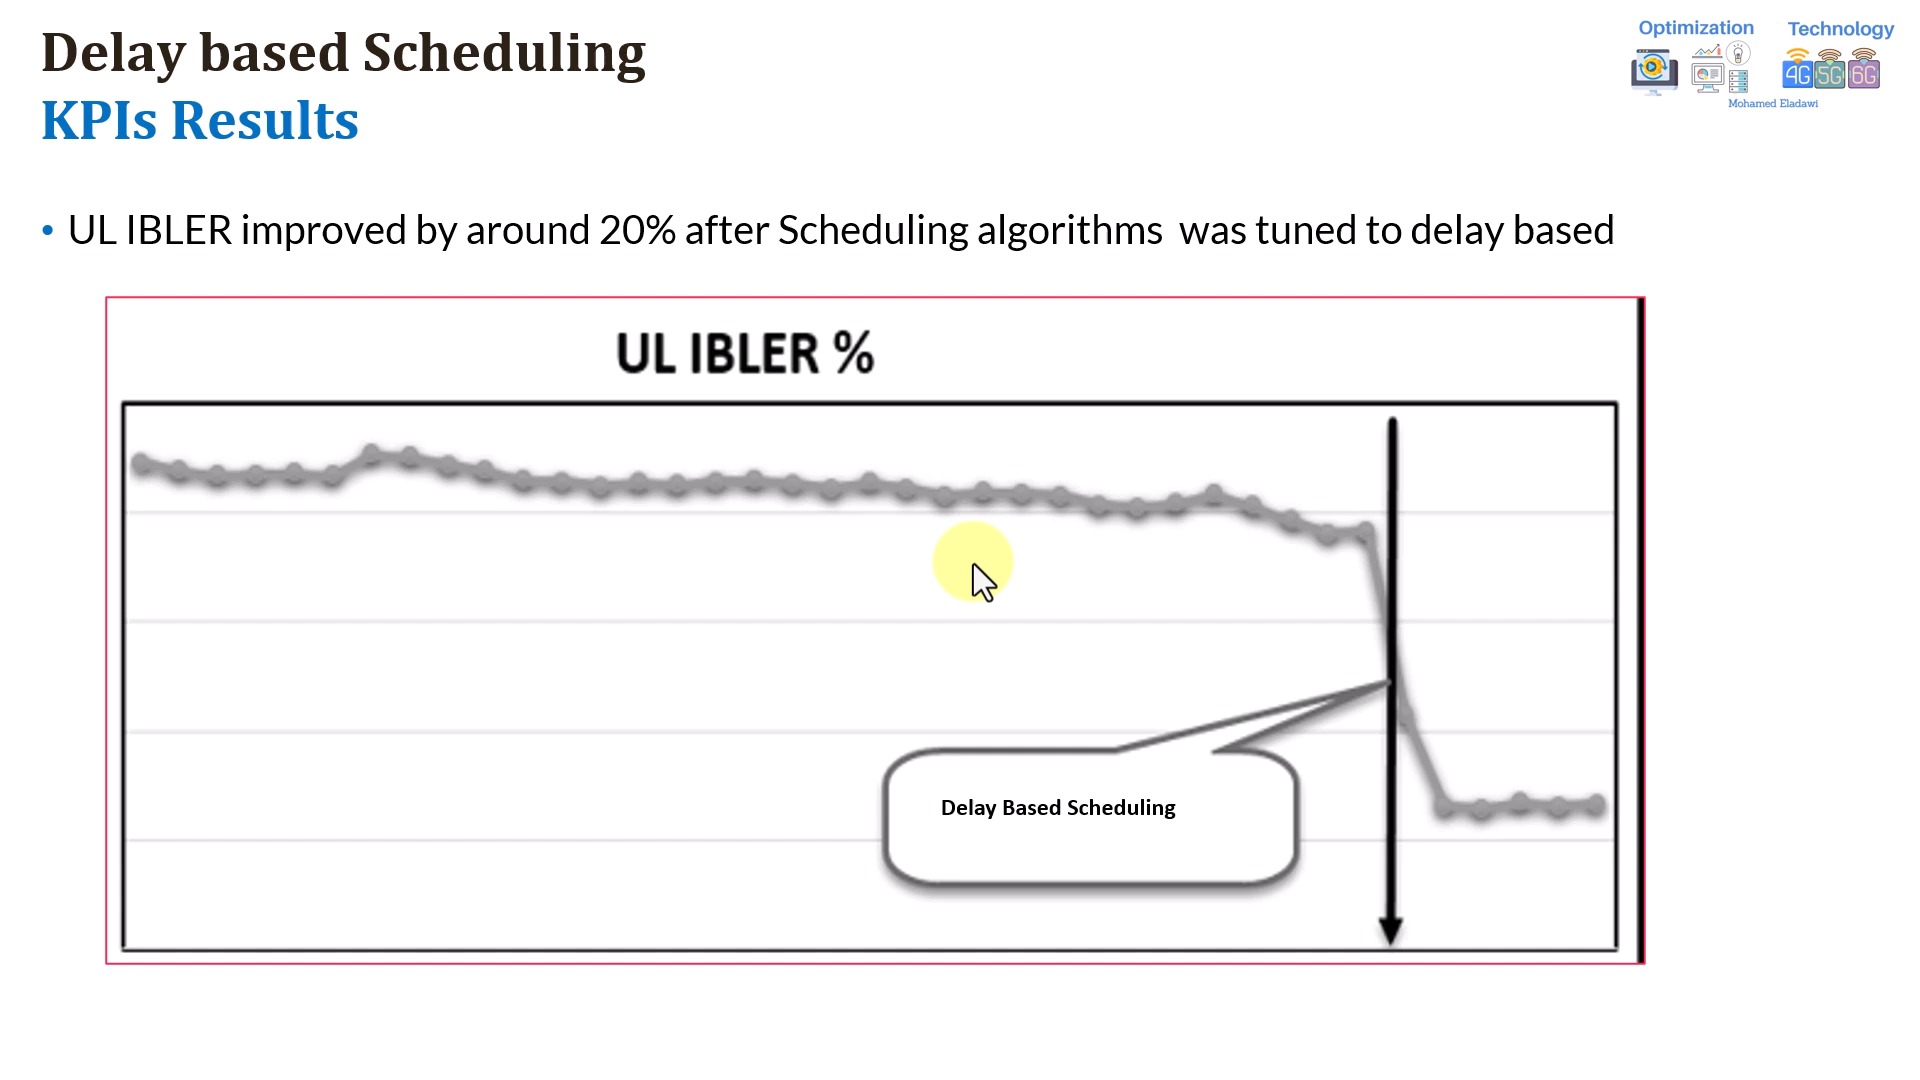 Delay based Scheduling
KPIs Results
Optimization Technology
4G 5G 6G
Mohamed Eladawi
• UL IBLER improved by around 20% after Scheduling algorithms  was tuned to delay based
UL IBLER %
Delay Based Scheduling